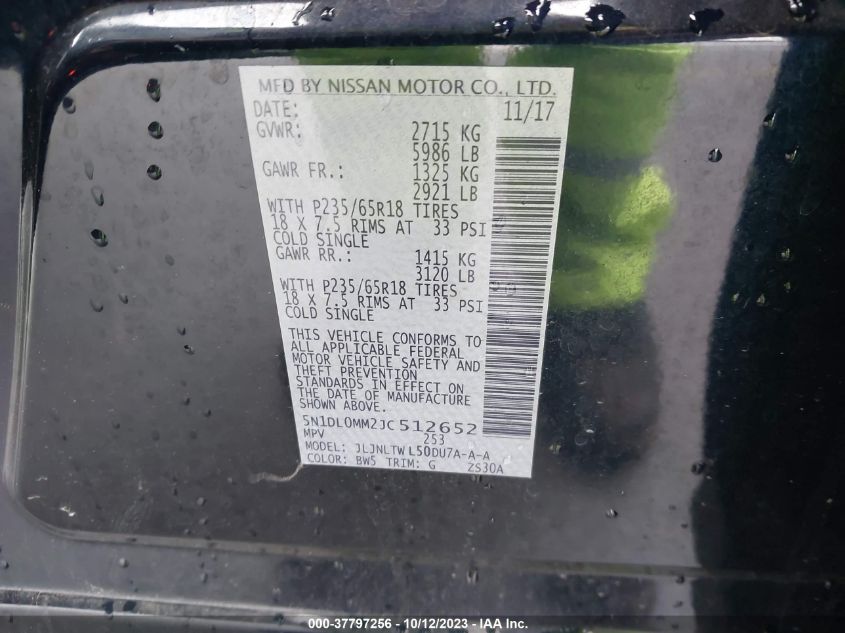 MFD BY NISSAN MOTOR CO., LTD.
DATE: 11/17
GVWR: 2715 KG
5986 LB
GAWR FR.: 1325 KG
2921 LB
WITH P235/65R18 TIRES
18 X 7.5 RIMS AT 33 PSI
COLD SINGLE
GAWR RR.: 1415 KG
3120 LB
WITH P235/65R18 TIRES
18 X 7.5 RIMS AT 33 PSI
COLD SINGLE
THIS VEHICLE CONFORMS TO
ALL APPLICABLE FEDERAL
MOTOR VEHICLE SAFETY AND
THEFT PREVENTION
STANDARDS IN EFFECT ON
THE DATE OF MANUFACTURE
SHOWN ABOVE.
5N1DL0MM2JC512652
MPV 253
MODEL: JLJNLTW L50DU7A-A-A
COLOR: BW5 TRIM: G ZS30A
000-37797256 - 10/12/2023 - IAA Inc.